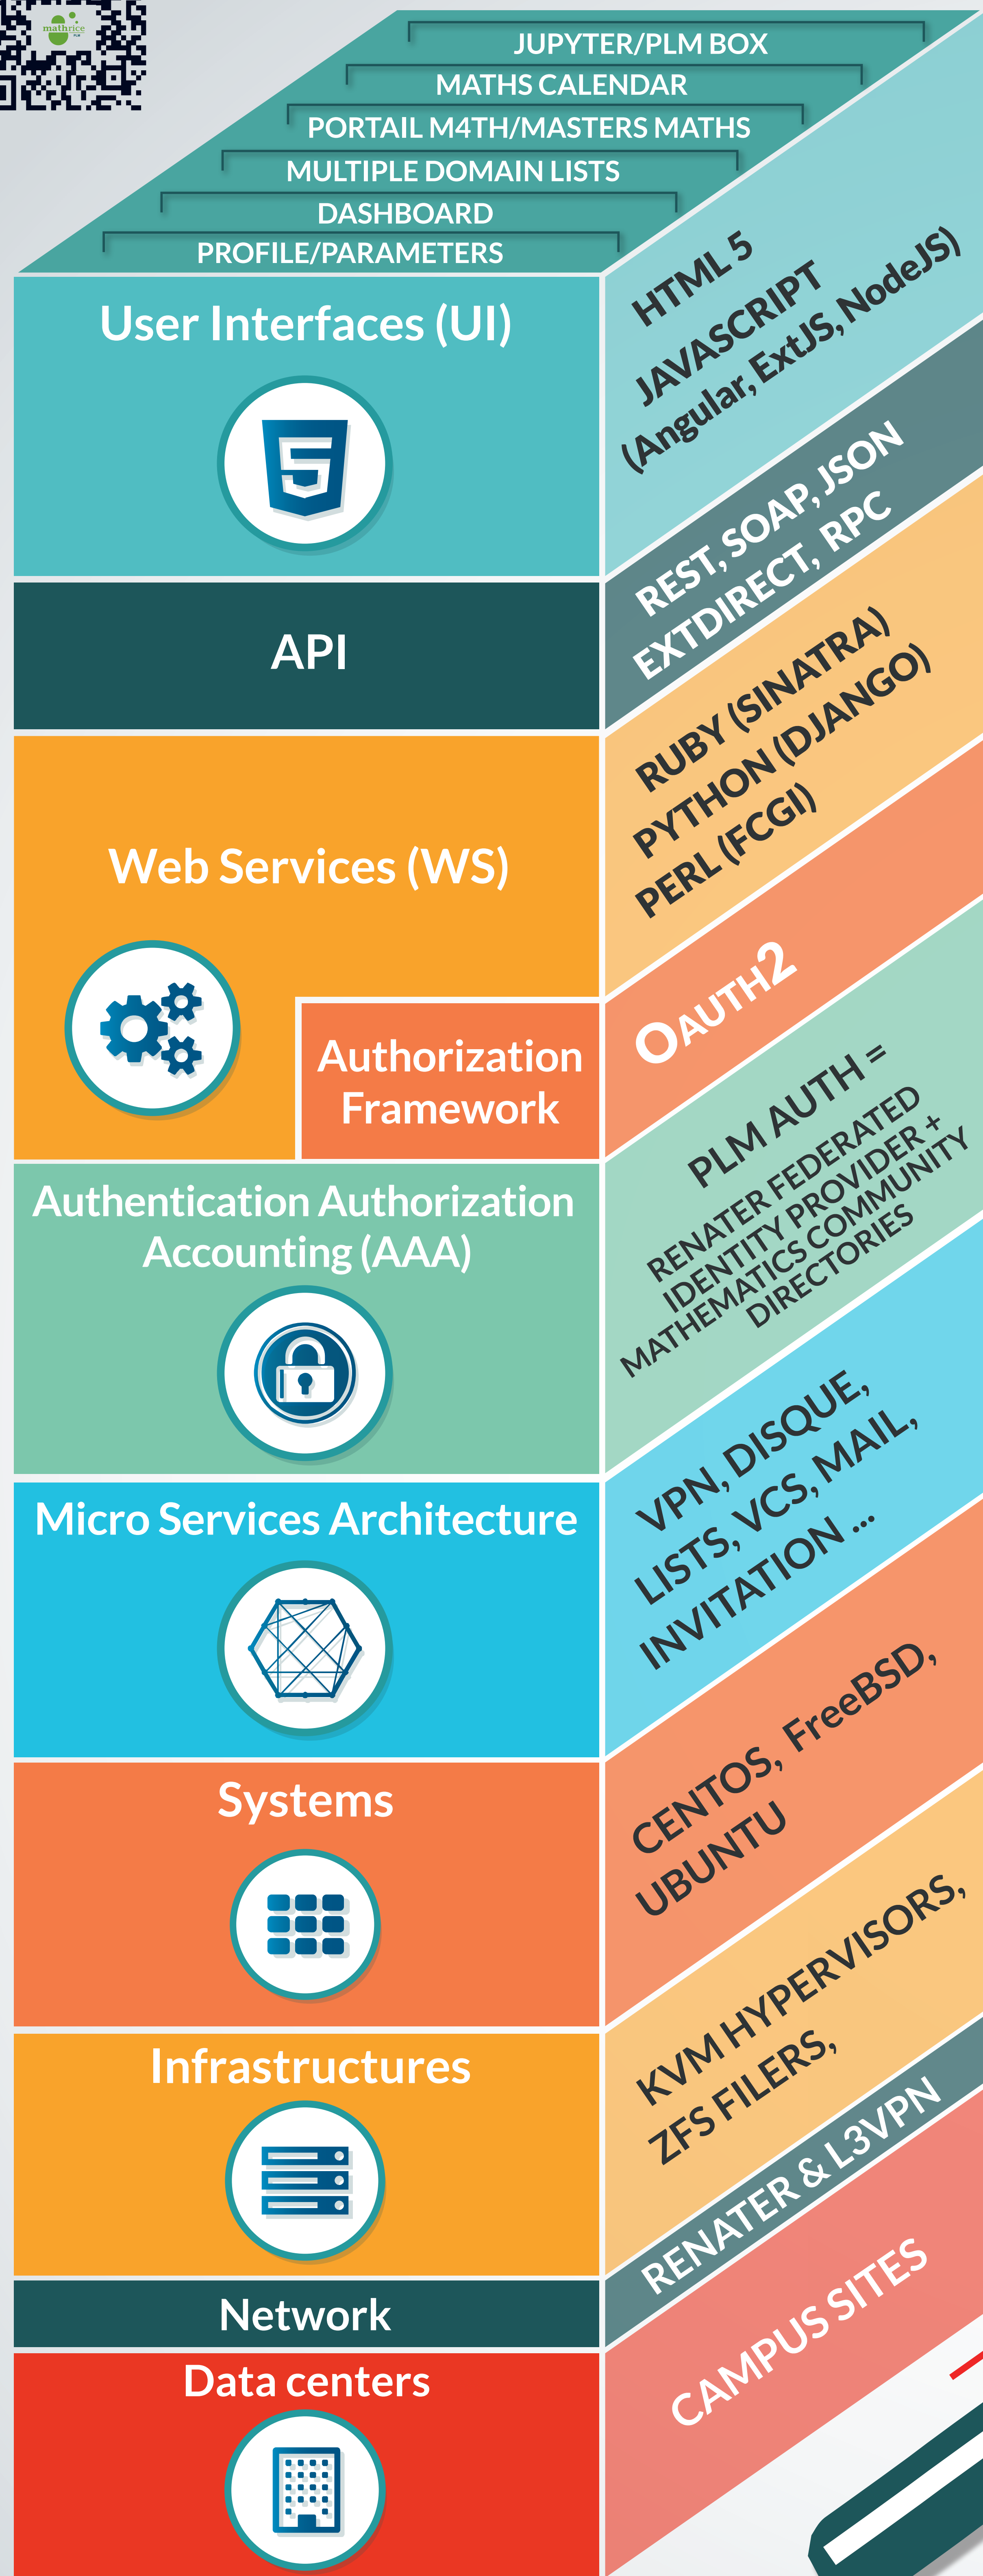 mathrice
PLM
JUPYTER/PLM BOX
MATHS CALENDAR
PORTAIL M4TH/MASTERS MATHS
MULTIPLE DOMAIN LISTS
DASHBOARD
PROFILE/PARAMETERS
User Interfaces (UI)
HTML 5
JAVASCRIPT
(Angular, ExtJS, NodeJS)
API
REST, SOAP, JSON
EXTDIRECT, RPC
Web Services (WS)
RUBY (SINATRA)
PYTHON (DJANGO)
PERL (FCGI)
Authorization
Framework
OAUTH2
Authentication Authorization
Accounting (AAA)
PLM AUTH =
RENATER FEDERATED
IDENTITY PROVIDER +
MATHEMATICS COMMUNITY
DIRECTORIES
Micro Services Architecture
VPN, DISQUE,
LISTS, VCS, MAIL,
INVITATION ...
Systems
CENTOS, FreeBSD,
UBUNTU
Infrastructures
KVM HYPERVISORS,
ZFS FILERS,
Network
RENATER & L3VPN
Data centers
CAMPUS SITES